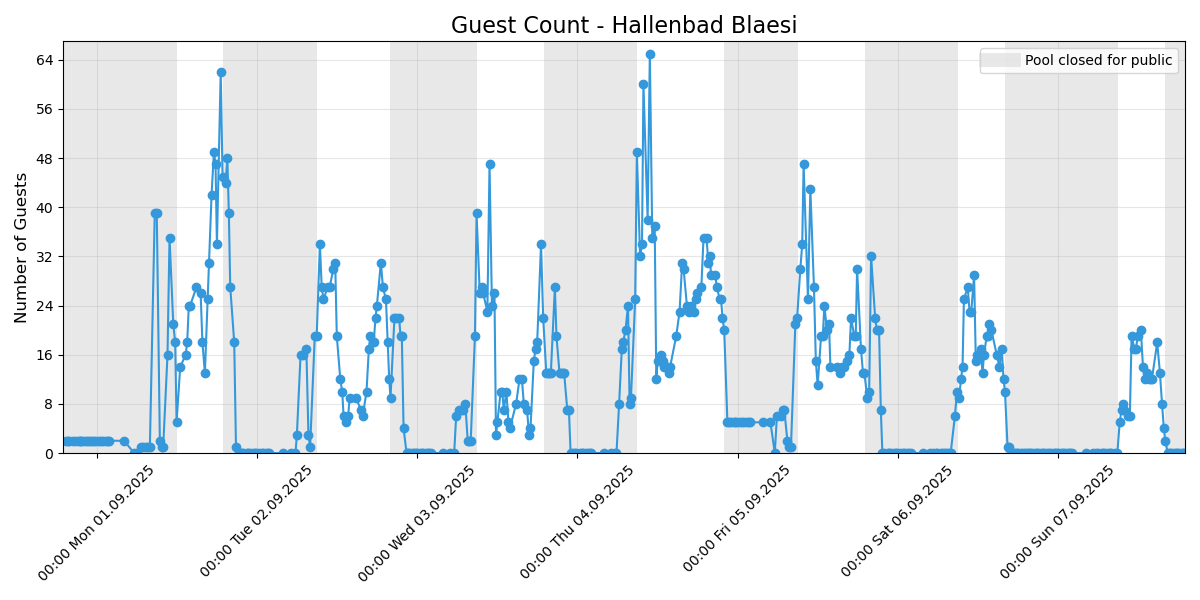 Guest Count - Hallenbad Blaesi
Pool closed for public
Number of Guests
64
56
48
40
32
24
16
8
0
00:00 Mon 01.09.2025
00:00 Tue 02.09.2025
00:00 Wed 03.09.2025
00:00 Thu 04.09.2025
00:00 Fri 05.09.2025
00:00 Sat 06.09.2025
00:00 Sun 07.09.2025